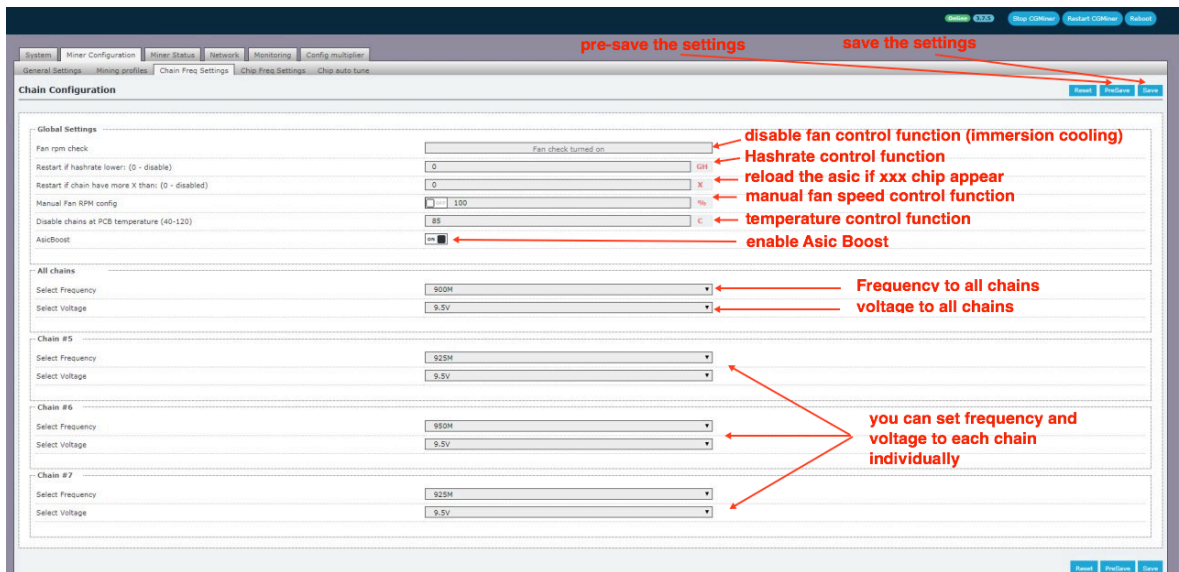 Online 3.7.5 Stop CGMiner Restart CGMiner Reboot
System Miner Configuration Miner Status Network Monitoring Config multiplier
pre-save the settings
save the settings
General Settings Mining profiles Chain Freq Settings Chip Freq Settings Chip auto tune
Chain Configuration
Reset PreSave Save
Global Settings
Fan rpm check Fan check turned on
disable fan control function (immersion cooling)
Restart if hashrate lower: (0 - disable) 0 GH
Hashrate control function
Restart if chain have more X than: (0 - disabled) 0 X
reload the asic if xxx chip appear
Manual Fan RPM config OFF 100 %
manual fan speed control function
Disable chains at PCB temperature (40-120) 85 C
temperature control function
AsicBoost ON
enable Asic Boost
All chains
Select Frequency 900M
Frequency to all chains
Select Voltage 9.5V
voltage to all chains
Chain #5
Select Frequency 925M
Select Voltage 9.5V
Chain #6
Select Frequency 950M
Select Voltage 9.5V
you can set frequency and
voltage to each chain
individually
Chain #7
Select Frequency 925M
Select Voltage 9.5V
Reset PreSave Save